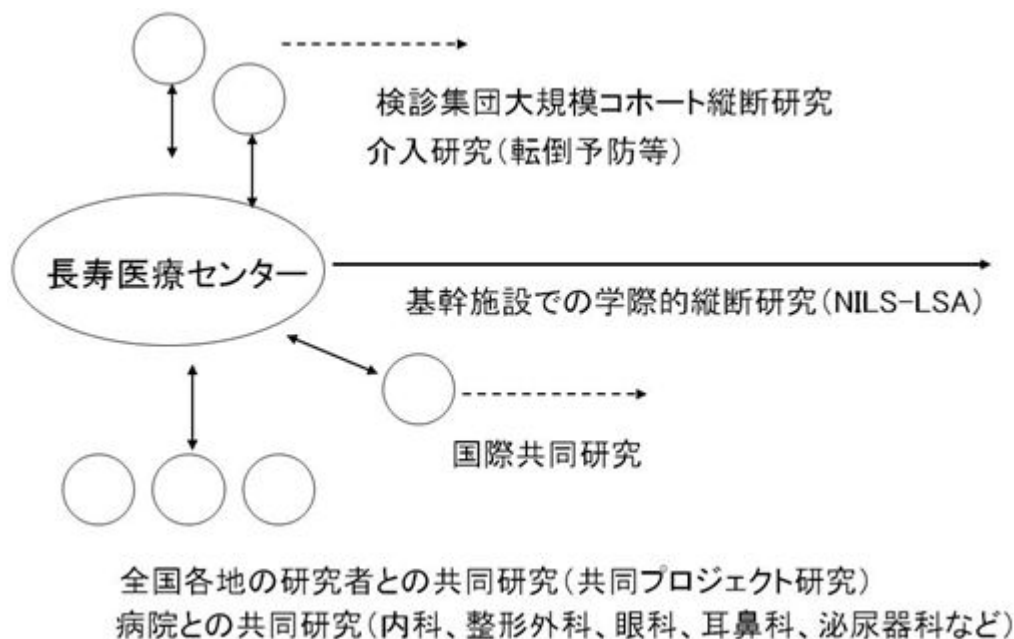 検診集団大規模コホート縦断研究
介入研究(転倒予防等)
長寿医療センター
基幹施設での学際的縦断研究(NILS-LSA)
国際共同研究
全国各地の研究者との共同研究(共同プロジェクト研究)
病院との共同研究(内科、整形外科、眼科、耳鼻科、泌尿器科など)